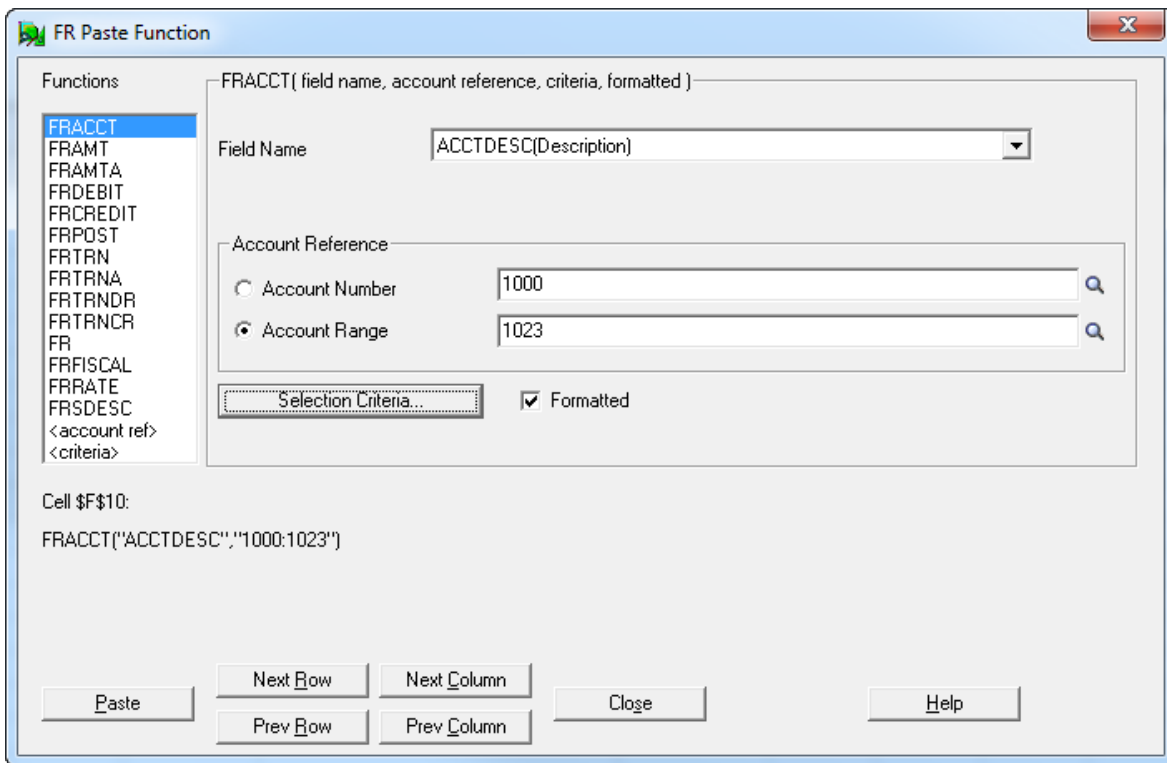 FR Paste Function
Functions
FRACCT
FRAMT
FRAMTA
FRDEBIT
FRCREDIT
FRPOST
FRTRN
FRTRNA
FRTRNDR
FRTRNCR
FR
FRFISCAL
FRRATE
FRSDESC
<account ref>
<criteria>
FRACCT( field name, account reference, criteria, formatted )
Field Name ACCTDESC(Description)
Account Reference
Account Number 1000
Account Range 1023
Selection Criteria... Formatted
Cell $F$10:
FRACCT("ACCTDESC","1000:1023")
Paste
Next Row Next Column
Prev Row Prev Column
Close
Help